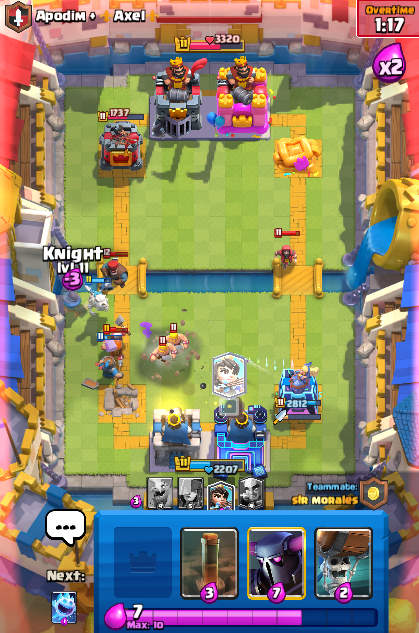 Apodim + + Axel
Overtime
1:17
3320
x2
1737
Knight
lvl 11
3
2812
2207
Teammate:
Sir Morales
3
Next:
3
7
2
7
Max: 10